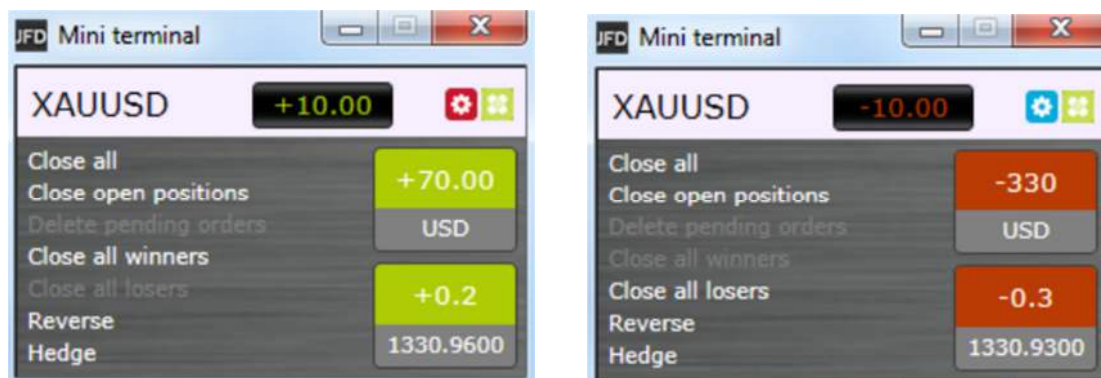 JFD Mini terminal
XAUUSD +10.00
Close all
Close open positions
Delete pending orders
Close all winners
Close all losers
Reverse
Hedge
+70.00
USD
+0.2
1330.9600
JFD Mini terminal
XAUUSD -10.00
Close all
Close open positions
Delete pending orders
Close all winners
Close all losers
Reverse
Hedge
-330
USD
-0.3
1330.9300